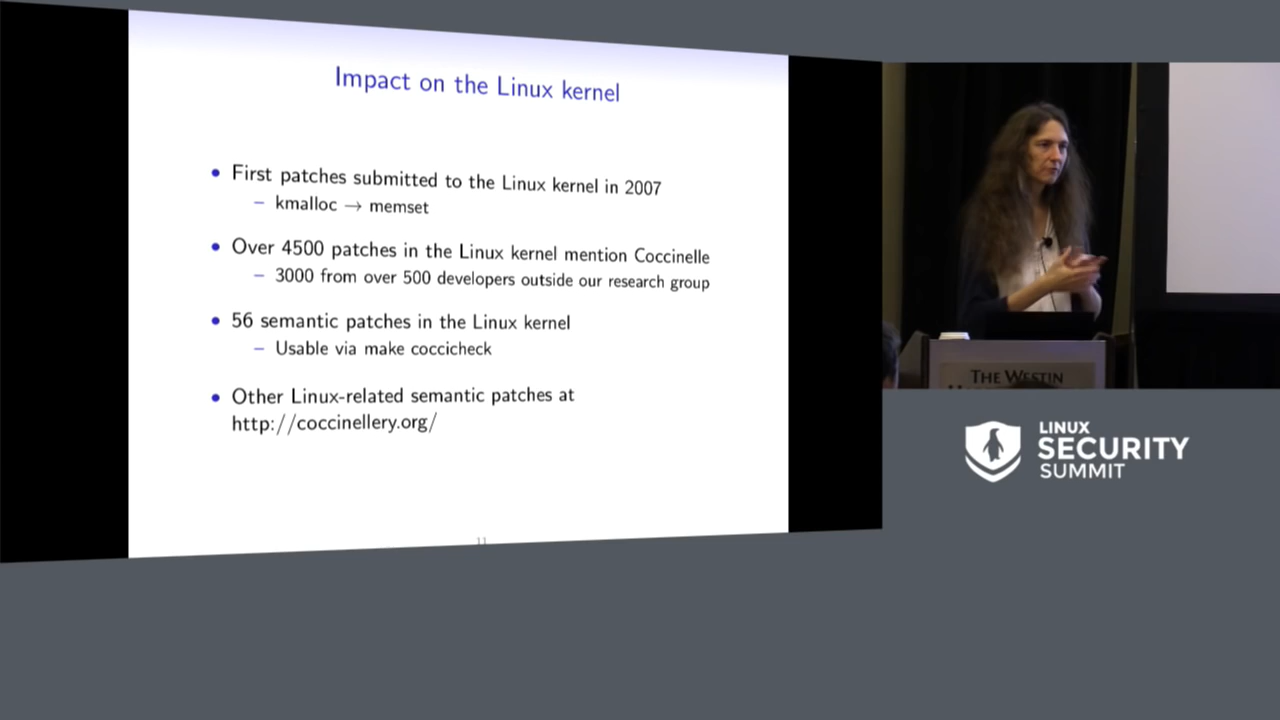 Impact on the Linux kernel
• First patches submitted to the Linux kernel in 2007
– kmalloc → memset
• Over 4500 patches in the Linux kernel mention Coccinelle
– 3000 from over 500 developers outside our research group
• 56 semantic patches in the Linux kernel
– Usable via make coccicheck
• Other Linux-related semantic patches at
http://coccinellery.org/
11
THE WESTIN
LINUX
SECURITY
SUMMIT